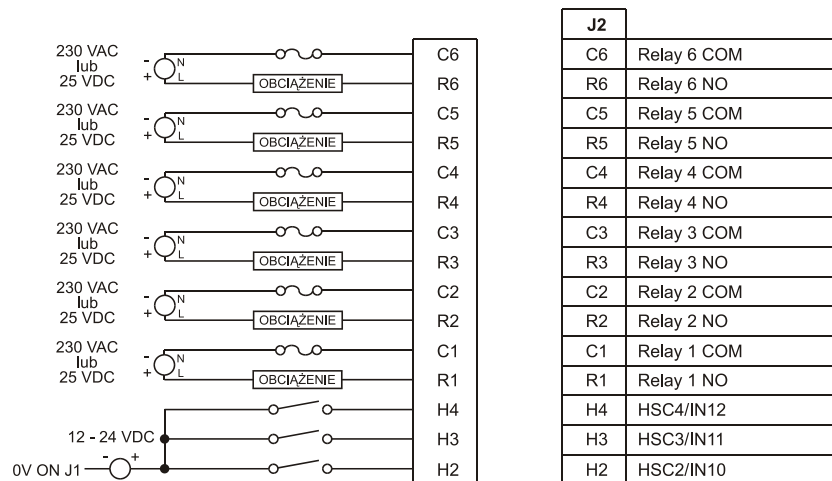 230 VAC
lub
25 VDC
-
+
N
L
OBCIĄŻENIE
C6
R6
230 VAC
lub
25 VDC
-
+
N
L
OBCIĄŻENIE
C5
R5
230 VAC
lub
25 VDC
-
+
N
L
OBCIĄŻENIE
C4
R4
230 VAC
lub
25 VDC
-
+
N
L
OBCIĄŻENIE
C3
R3
230 VAC
lub
25 VDC
-
+
N
L
OBCIĄŻENIE
C2
R2
230 VAC
lub
25 VDC
-
+
N
L
OBCIĄŻENIE
C1
R1
H4
12 - 24 VDC
H3
0V ON J1
-
+
H2
J2
C6 Relay 6 COM
R6 Relay 6 NO
C5 Relay 5 COM
R5 Relay 5 NO
C4 Relay 4 COM
R4 Relay 4 NO
C3 Relay 3 COM
R3 Relay 3 NO
C2 Relay 2 COM
R2 Relay 2 NO
C1 Relay 1 COM
R1 Relay 1 NO
H4 HSC4/IN12
H3 HSC3/IN11
H2 HSC2/IN10